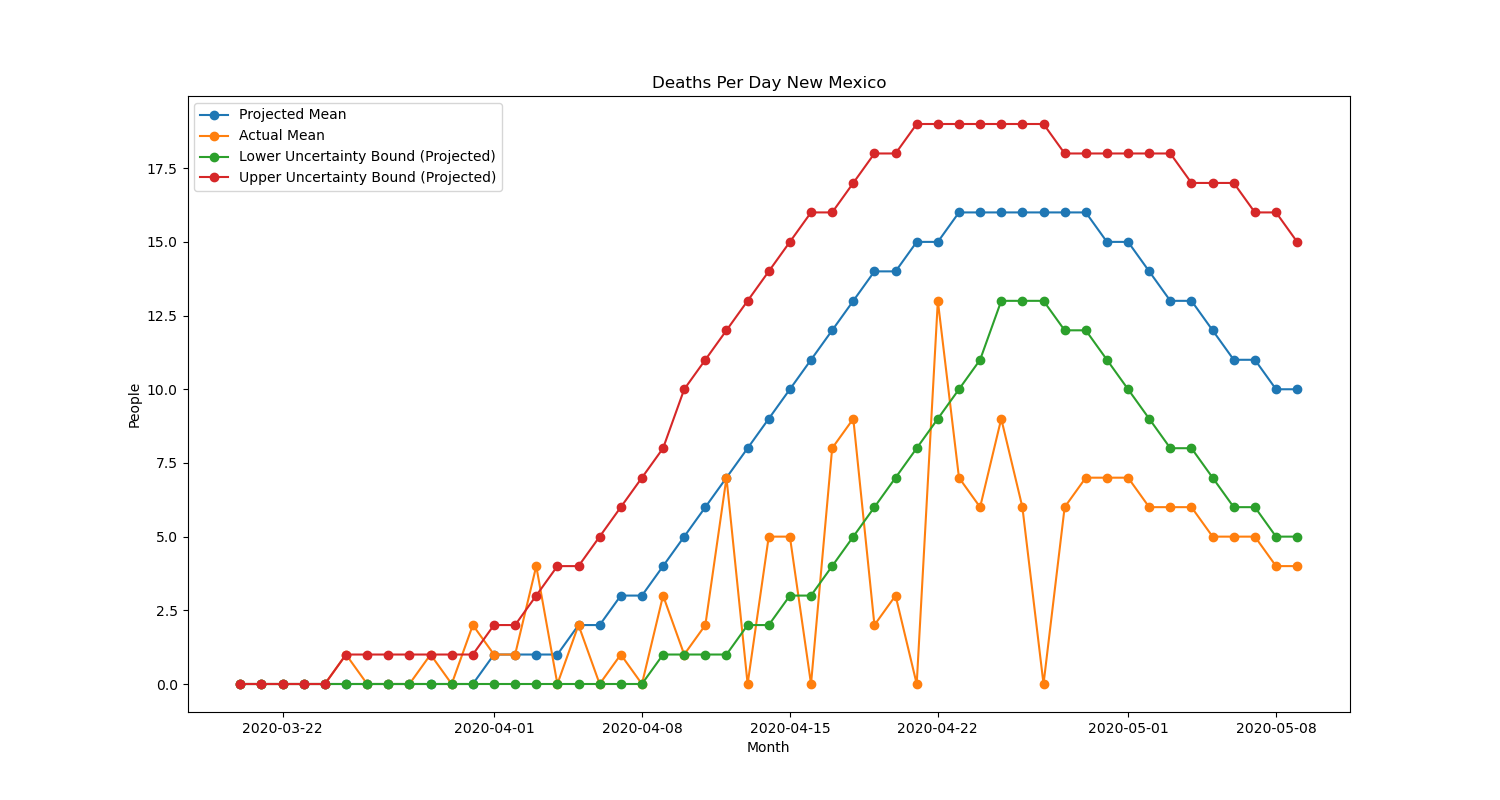 Deaths Per Day New Mexico
Projected Mean
Actual Mean
Lower Uncertainty Bound (Projected)
Upper Uncertainty Bound (Projected)
17.5
15.0
12.5
10.0
7.5
5.0
2.5
0.0
People
2020-03-22 2020-04-01 2020-04-08 2020-04-15 2020-04-22 2020-05-01 2020-05-08
Month